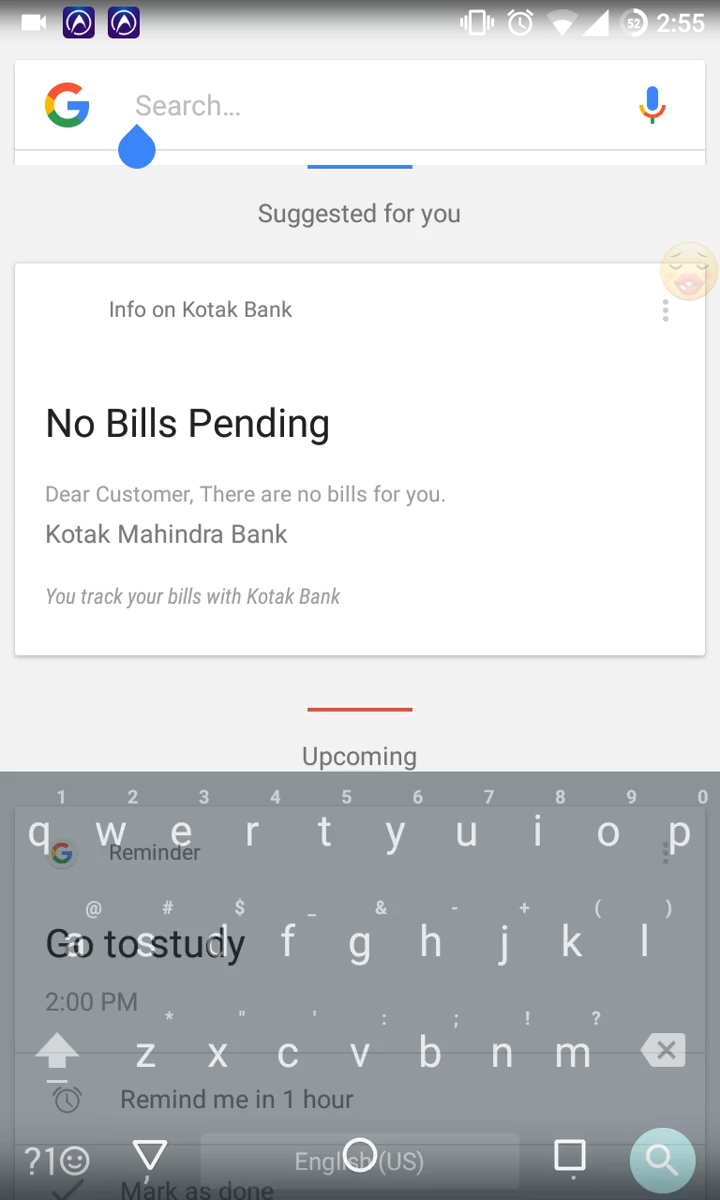 52 2:55
Search...
Suggested for you
Info on Kotak Bank
No Bills Pending
Dear Customer, There are no bills for you.
Kotak Mahindra Bank
You track your bills with Kotak Bank
Upcoming
1 2 3 4 5 6 7 8 9 0
q w e r t y u i o p
Reminder
@ # $ _ & - + ( )
a s d f g h j k l
Go to study
2:00 PM
* " ' : ; ! ?
z x c v b n m
Remind me in 1 hour
?1 , English (US) .
Mark as done